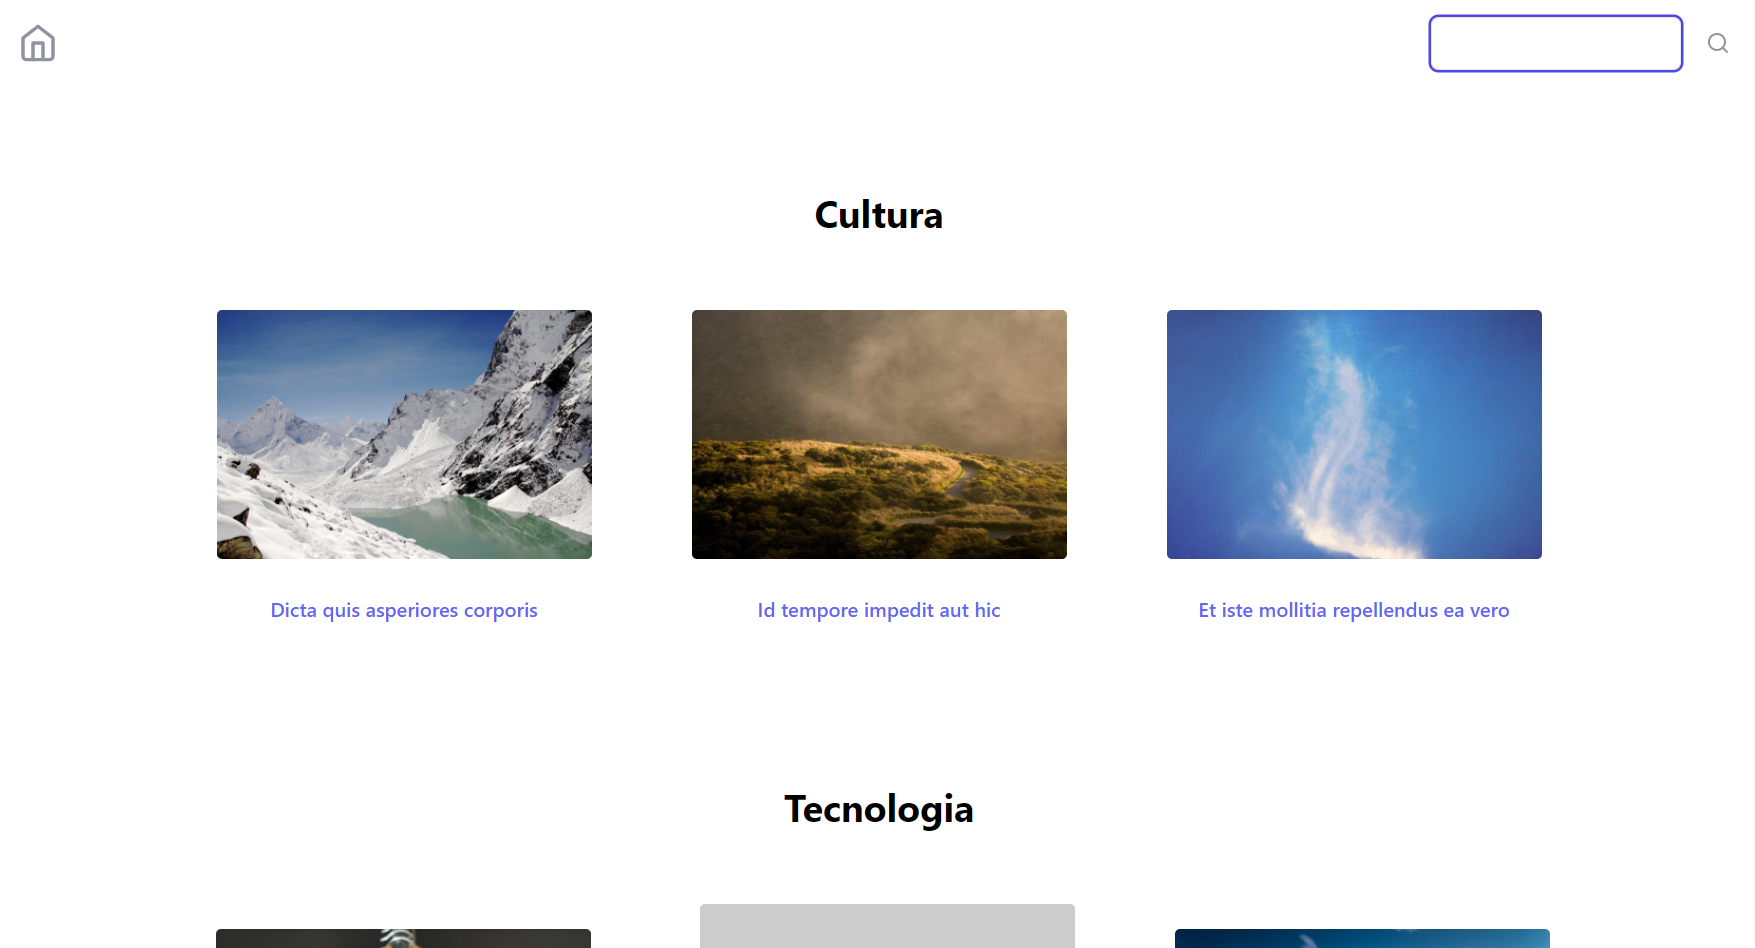 Cultura
Dicta quis asperiores corporis
Id tempore impedit aut hic
Et iste mollitia repellendus ea vero
Tecnologia